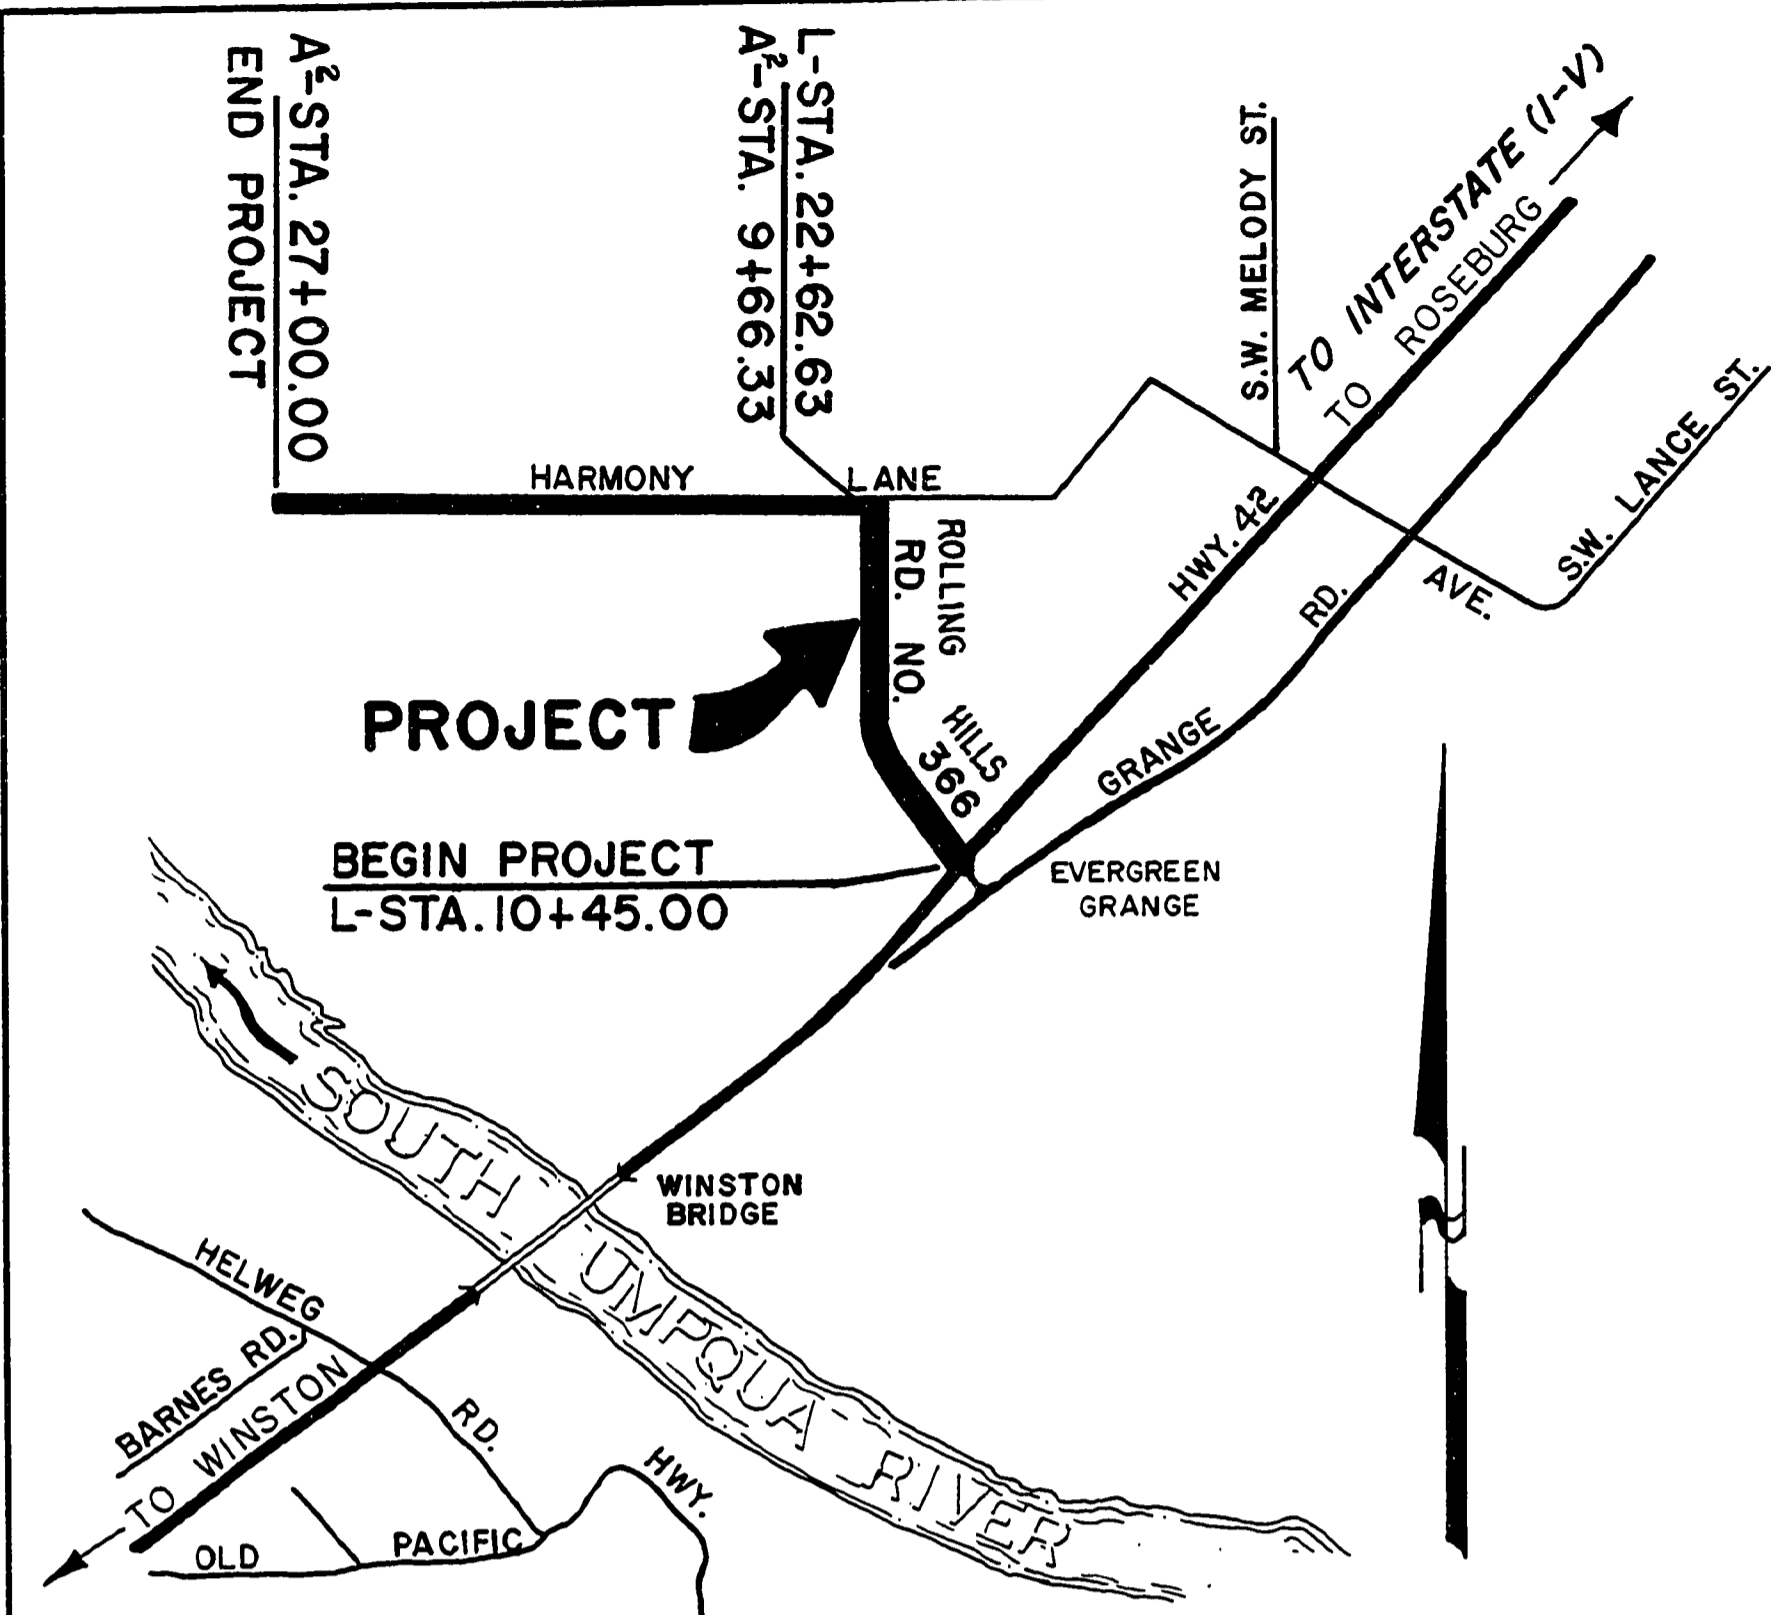 A²-STA. 27+00.00
END PROJECT
L-STA. 22+62.63
A²-STA. 9+66.33
S.W. MELODY ST.
TO INTERSTATE (I-V)
TO ROSEBURG
S.W. LANCE ST.
HARMONY LANE
HWY. 42
AVE.
ROLLING HILLS
RD. NO. 366
GRANGE RD.
PROJECT
BEGIN PROJECT
L-STA. 10+45.00
EVERGREEN
GRANGE
SOUTH UMPQUA RIVER
WINSTON
BRIDGE
HELWEG RD.
BARNES RD.
TO WINSTON
OLD PACIFIC HWY.
N